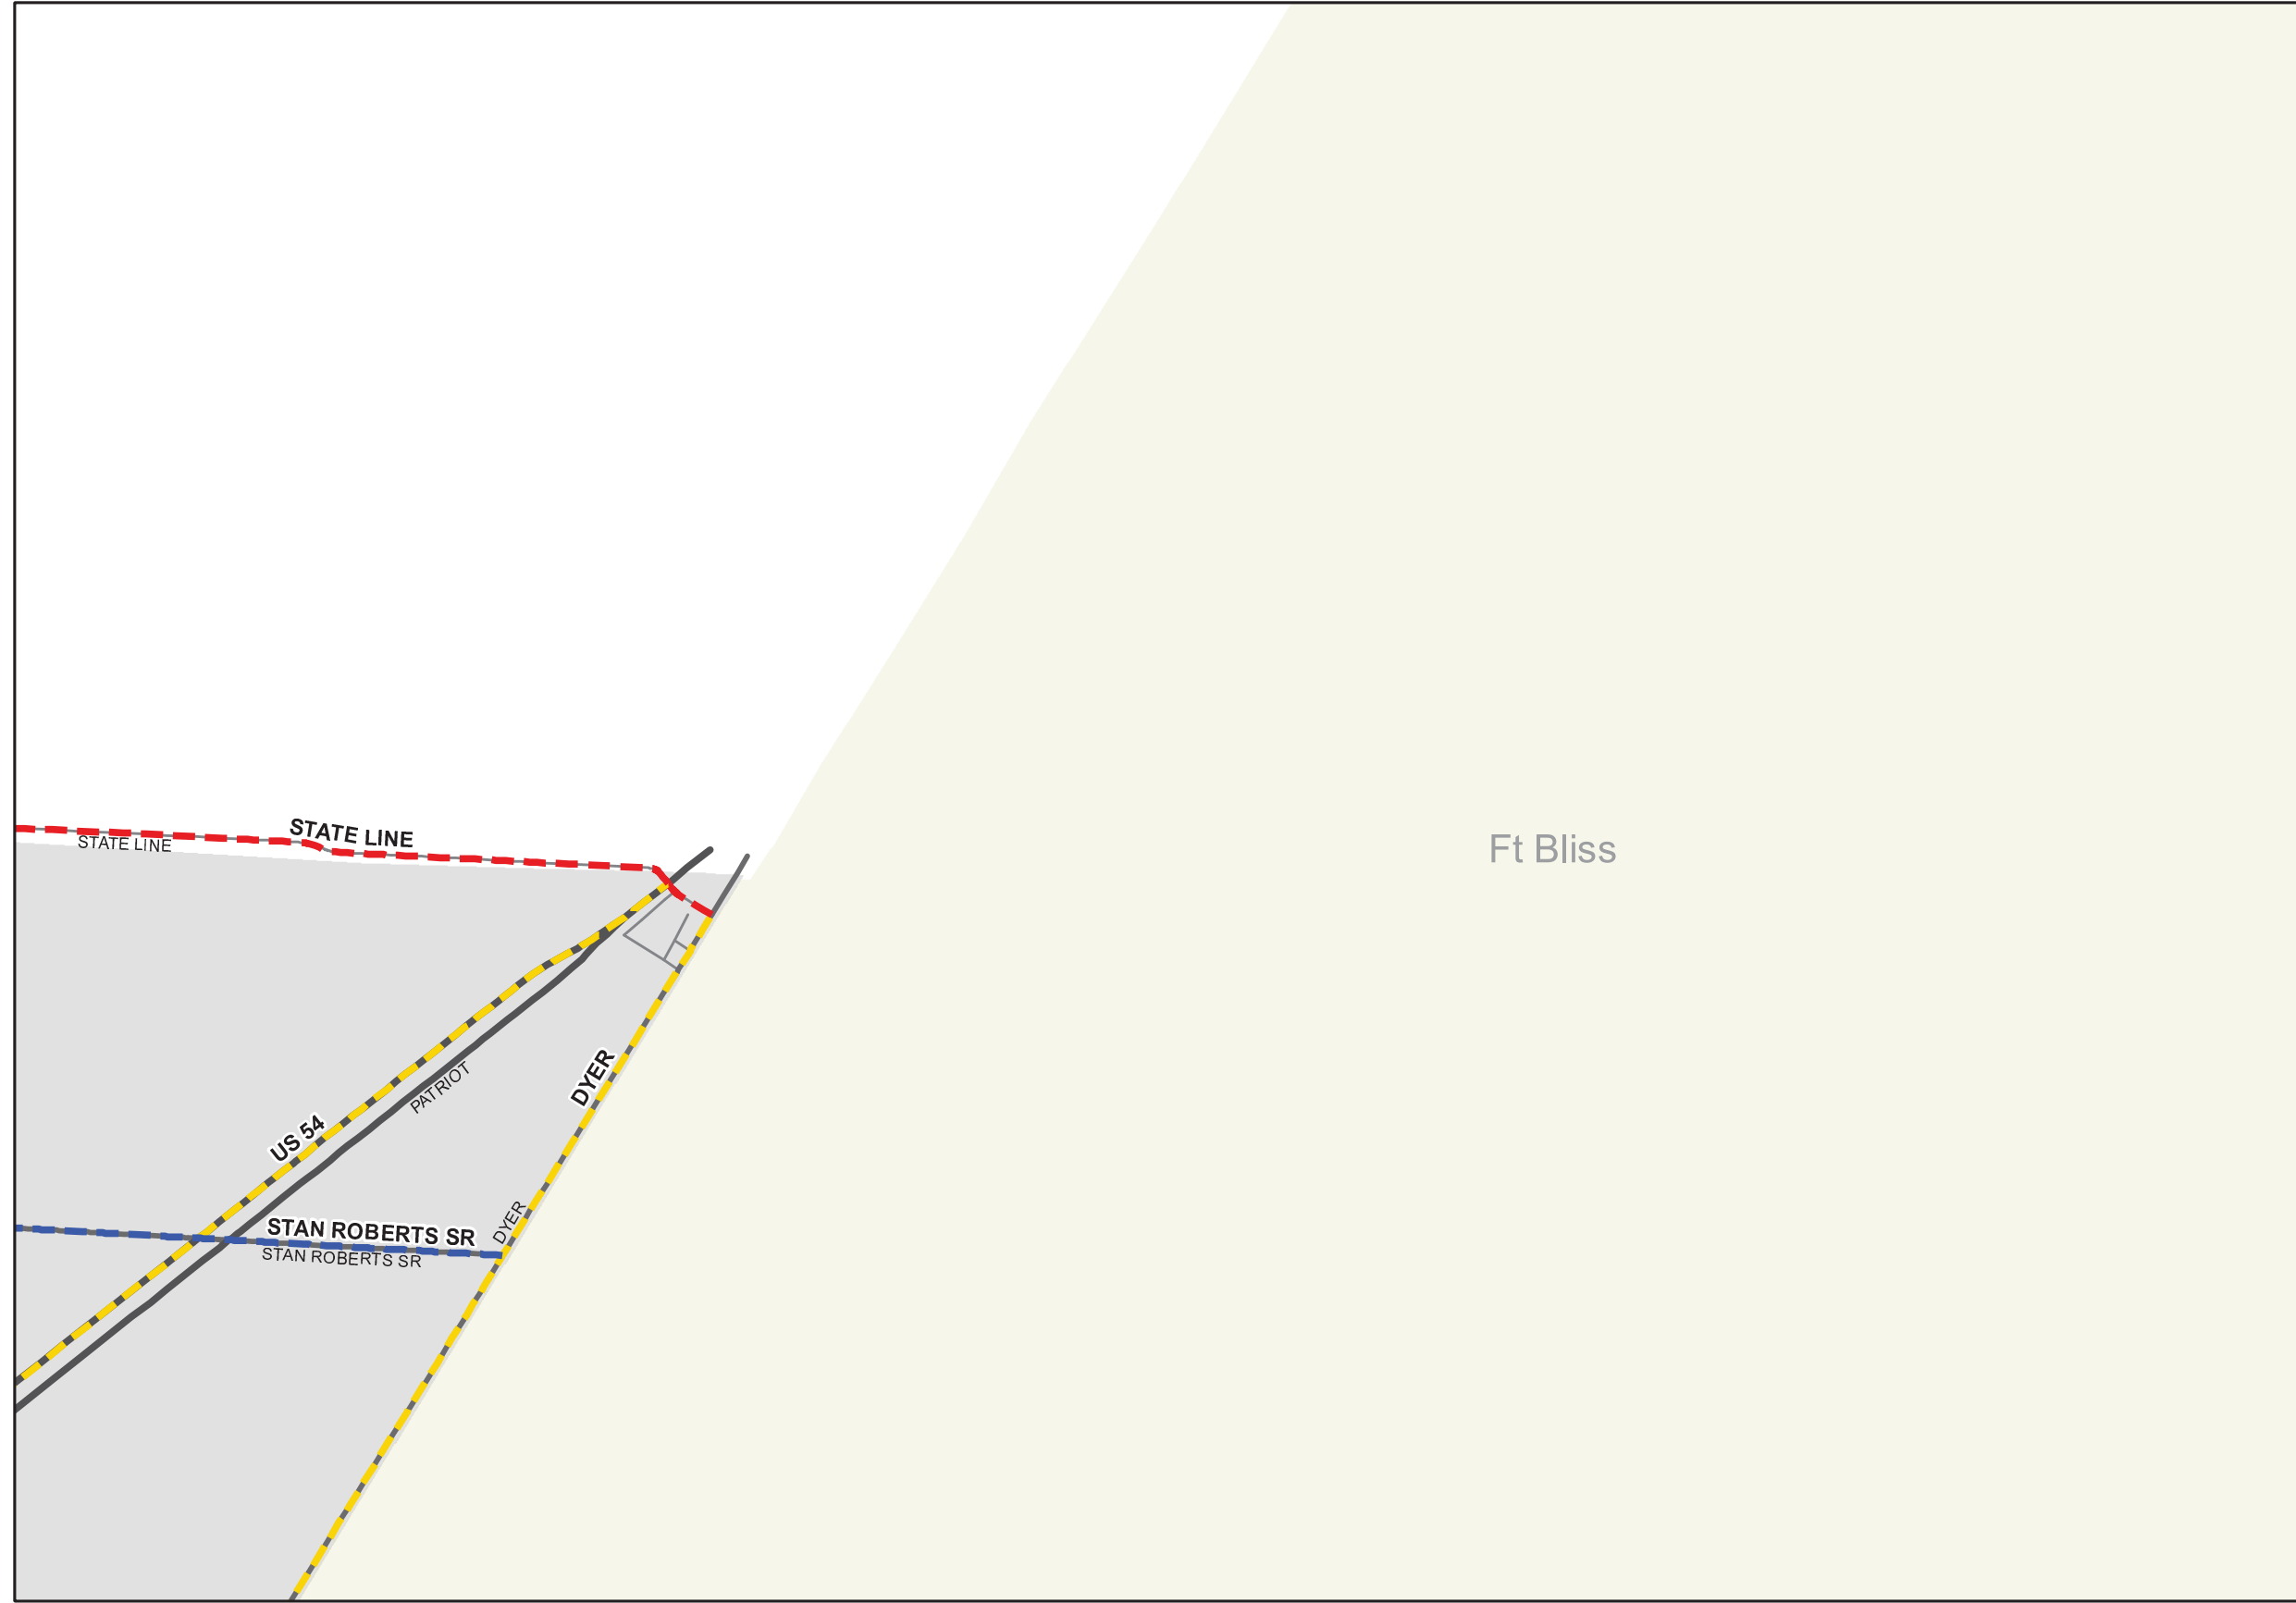 STATE LINE
STATE LINE
Ft Bliss
DYER
PATRIOT
US 54
DYER
STAN ROBERTS SR
STAN ROBERTS SR